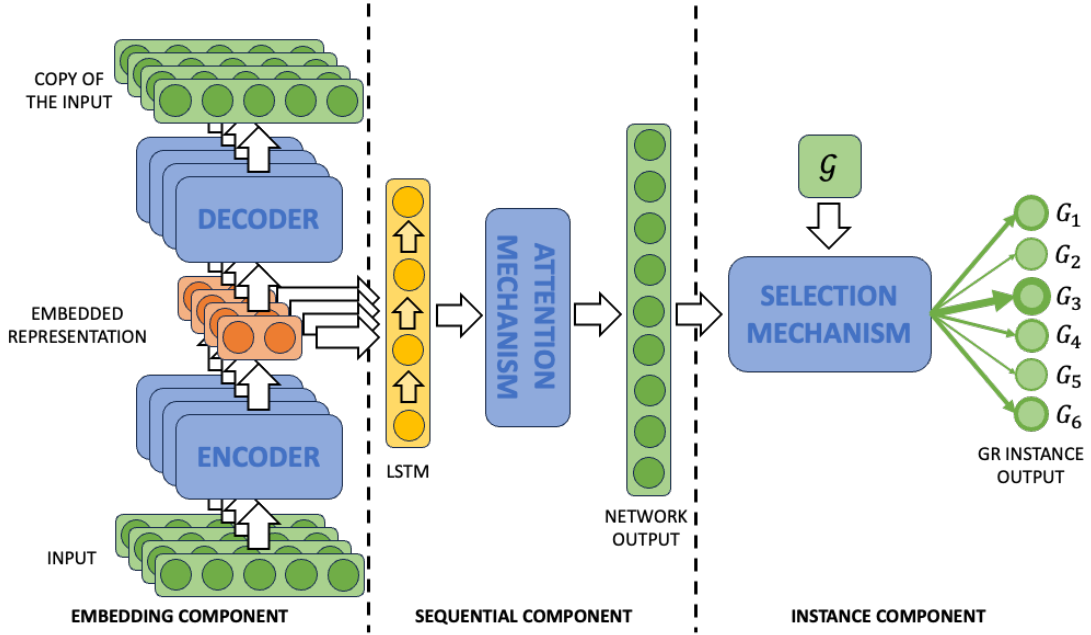 COPY OF
THE INPUT
DECODER
EMBEDDED
REPRESENTATION
ENCODER
INPUT
EMBEDDING COMPONENT
LSTM
ATTENTION
MECHANISM
NETWORK
OUTPUT
SEQUENTIAL COMPONENT
𝒢
SELECTION
MECHANISM
G₁
G₂
G₃
G₄
G₅
G₆
GR INSTANCE
OUTPUT
INSTANCE COMPONENT